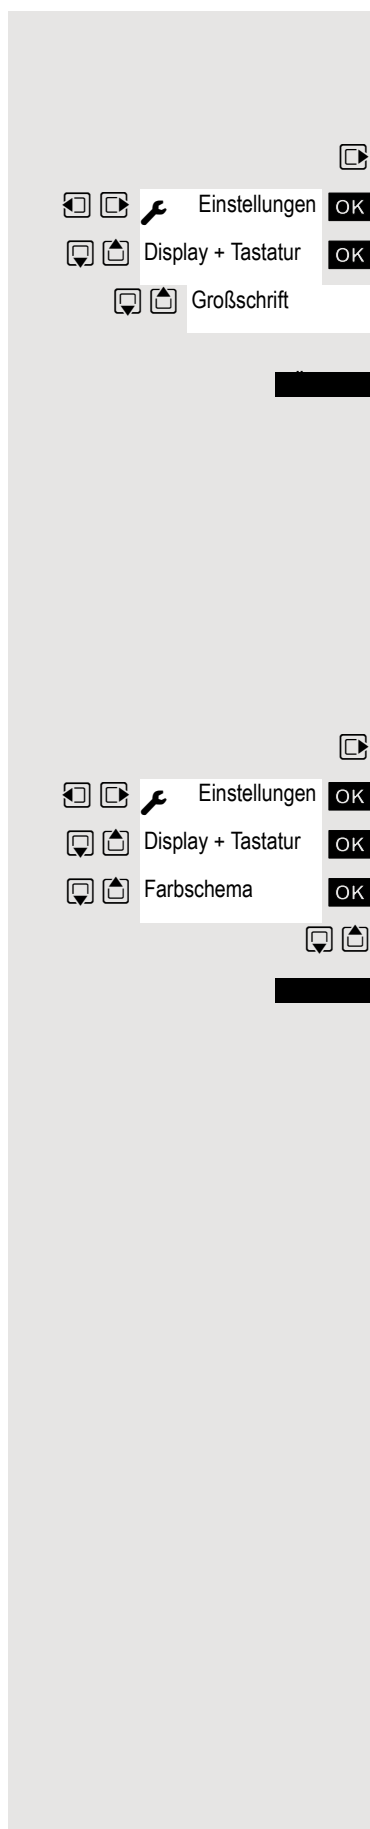 Einstellungen OK
Display + Tastatur OK
Großschrift
Einstellungen OK
Display + Tastatur OK
Farbschema OK